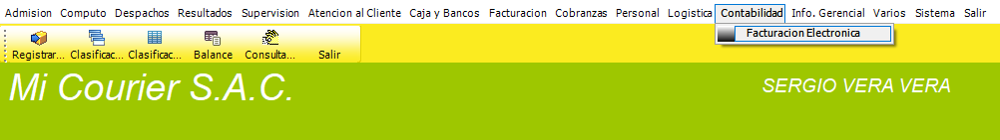 Admision Computo Despachos Resultados Supervision Atencion al Cliente Caja y Bancos Facturacion Cobranzas Personal Logistica Contabilidad Info. Gerencial Varios Sistema Salir
Facturacion Electronica
Registrar... Clasificac... Clasificac... Balance Consulta... Salir
Mi Courier S.A.C. SERGIO VERA VERA